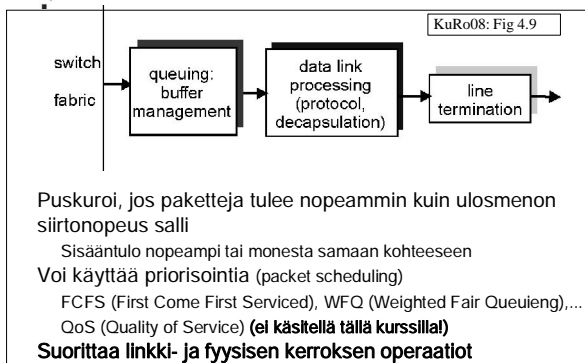 KuRo08: Fig 4.9
switch
fabric
queuing:
buffer
management
data link
processing
(protocol,
decapsulation)
line
termination
Puskuroi, jos paketteja tulee nopeammin kuin ulosmenon
siirtonopeus salli
Sisääntulo nopeampi tai monesta samaan kohteeseen
Voi käyttää priorisointia (packet scheduling)
FCFS (First Come First Serviced), WFQ (Weighted Fair Queuieng),...
QoS (Quality of Service) (ei käsitellä tällä kurssilla!)
Suorittaa linkki- ja fyysisen kerroksen operaatiot